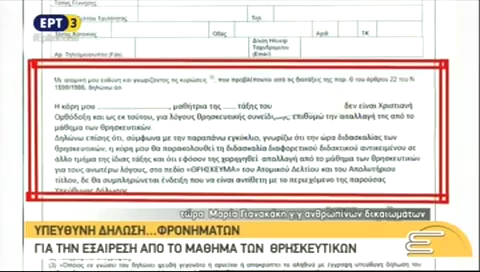 ΕΡΤ 3
Τόπος Γέννησης
Τόπος Κατοικίας
Οδός
Αριθ
ΤΚ
Αρ. Τηλεομοιοτύπου (Fax)
Δ/νση Ηλεκτρ.
Ταχυδρομείου
(Email)
Με ατομική μου ευθύνη και γνωρίζοντας τις κυρώσεις, που προβλέπονται από τις διατάξεις της παρ. 6 του άρθρου 22 του Ν.
1599/1986, δηλώνω ότι
Η κόρη μου ........................, μαθήτρια της ...... τάξης του δεν είναι Χριστιανή
Ορθόδοξη και ως εκ τούτου, για λόγους θρησκευτικής συνείδησης, επιθυμώ την απαλλαγή της από το
μάθημα των θρησκευτικών.
Δηλώνω επίσης ότι, σύμφωνα με την παραπάνω εγκύκλιο, γνωρίζω ότι την ώρα διδασκαλίας των
θρησκευτικών, η κόρη μου θα παρακολουθεί τη διδασκαλία διαφορετικού διδακτικού αντικειμένου σε
άλλο τμήμα της ίδιας τάξης και ότι εφόσον της χορηγηθεί απαλλαγή από το μάθημα των θρησκευτικών
για τους ανωτέρω λόγους, στο πεδίο «ΘΡΗΣΚΕΥΜΑ» του Ατομικού Δελτίου και του Απολυτήριου
τίτλου, δε θα συμπληρώνεται ένδειξη που να είναι αντίθετη με το περιεχόμενο της παρούσας
Υπεύθυνης Δήλωσης.
τώρα Μαρία Γιαννακάκη γ.γ ανθρωπίνων δικαιωμάτων
ΥΠΕΥΘΥΝΗ ΔΗΛΩΣΗ...ΦΡΟΝΗΜΑΤΩΝ
ΓΙΑ ΤΗΝ ΕΞΑΙΡΕΣΗ ΑΠΟ ΤΟ ΜΑΘΗΜΑ ΤΩΝ ΘΡΗΣΚΕΥΤΙΚΩΝ